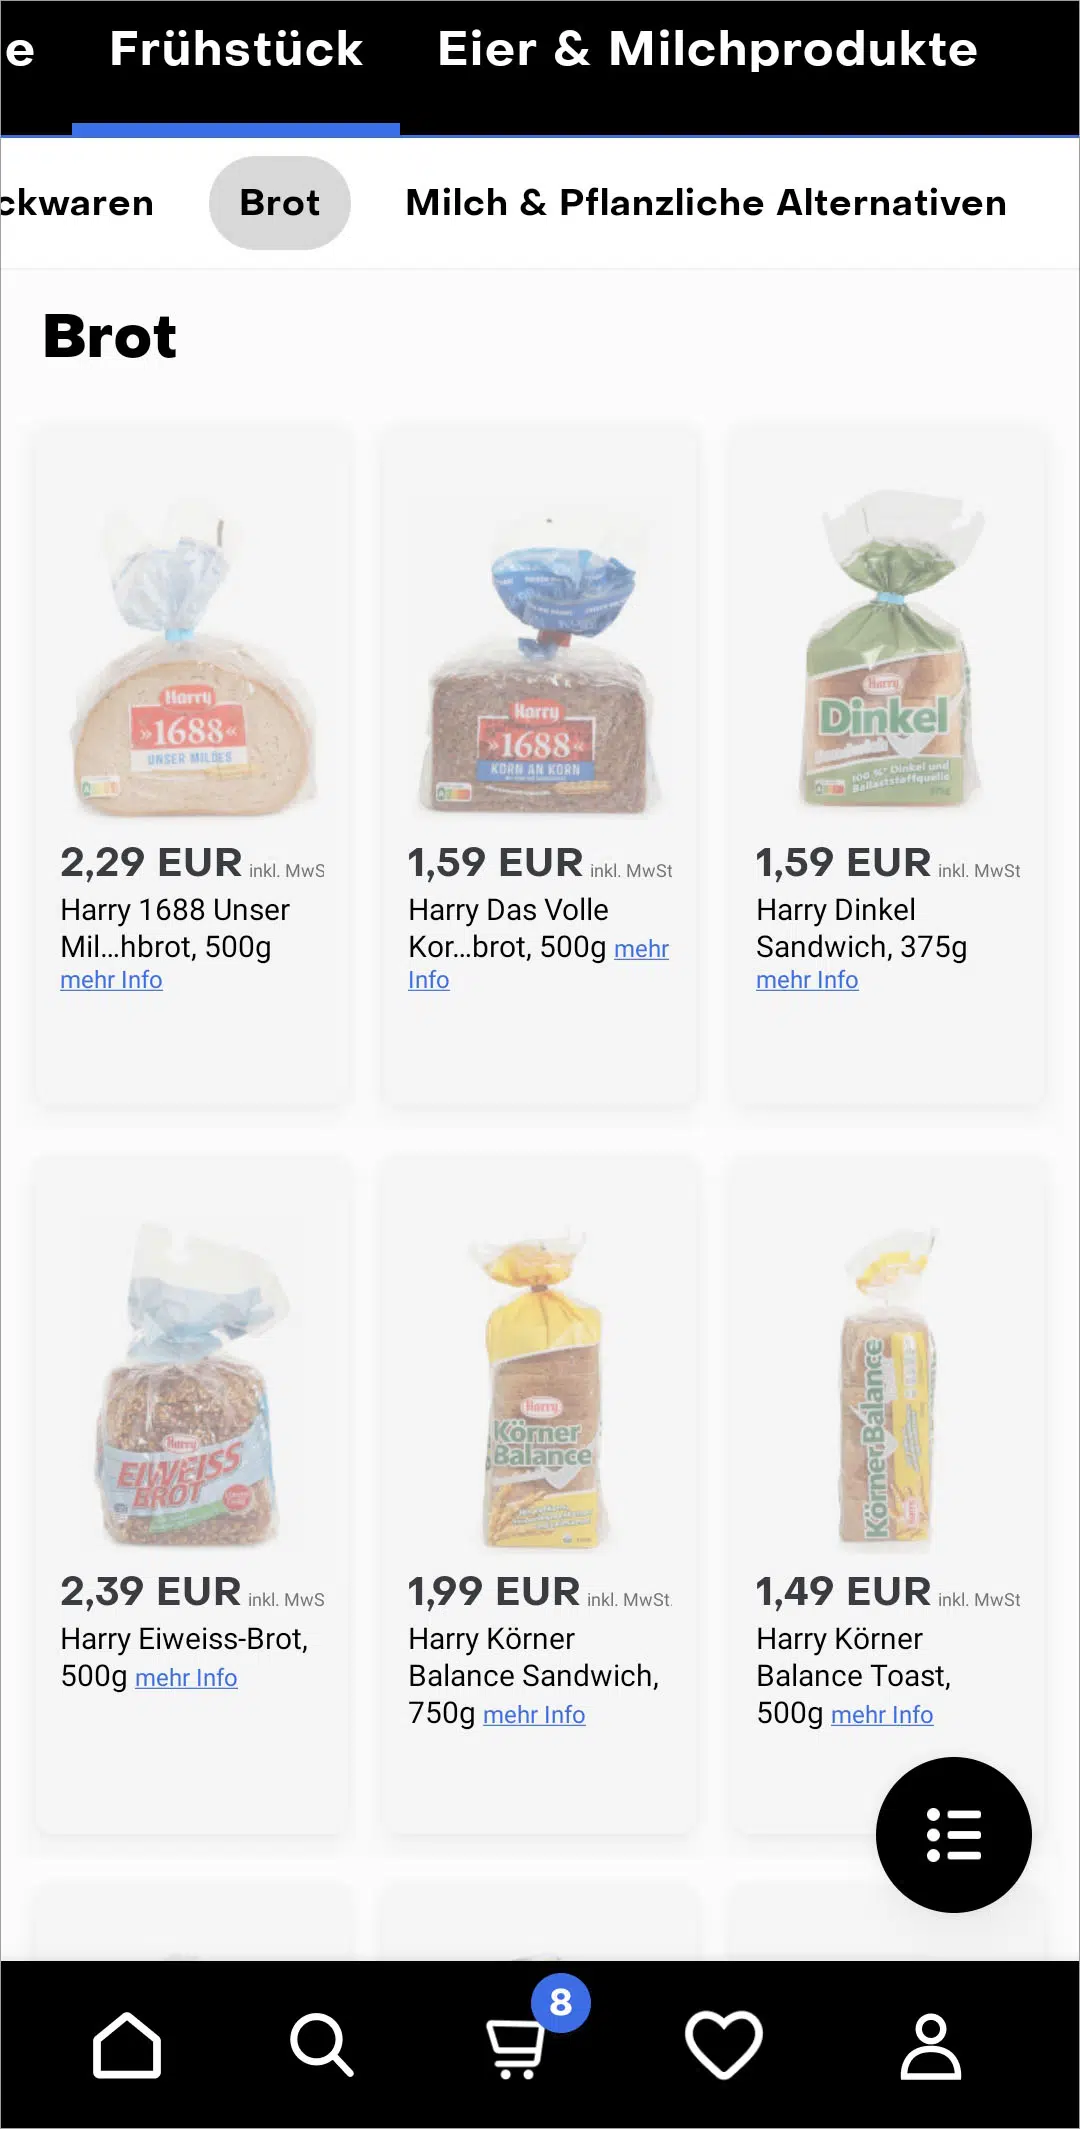 e Frühstück Eier & Milchprodukte
ckwaren Brot Milch & Pflanzliche Alternativen
Brot
Harry
»1688«
UNSER MILDES
Harry
»1688«
KORN AN KORN
Harry
Dinkel
100 %* Dinkel und
Ballaststoffquelle
2,29 EUR inkl. MwS
Harry 1688 Unser
Mil...hbrot, 500g
mehr Info
1,59 EUR inkl. MwSt
Harry Das Volle
Kor...brot, 500g mehr
Info
1,59 EUR inkl. MwSt
Harry Dinkel
Sandwich, 375g
mehr Info
Harry
EIWEISS
BROT
Harry
Körner
Balance
Körner Balance
Harry
2,39 EUR inkl. MwS
Harry Eiweiss-Brot,
500g mehr Info
1,99 EUR inkl. MwSt.
Harry Körner
Balance Sandwich,
750g mehr Info
1,49 EUR inkl. MwSt
Harry Körner
Balance Toast,
500g mehr Info
8